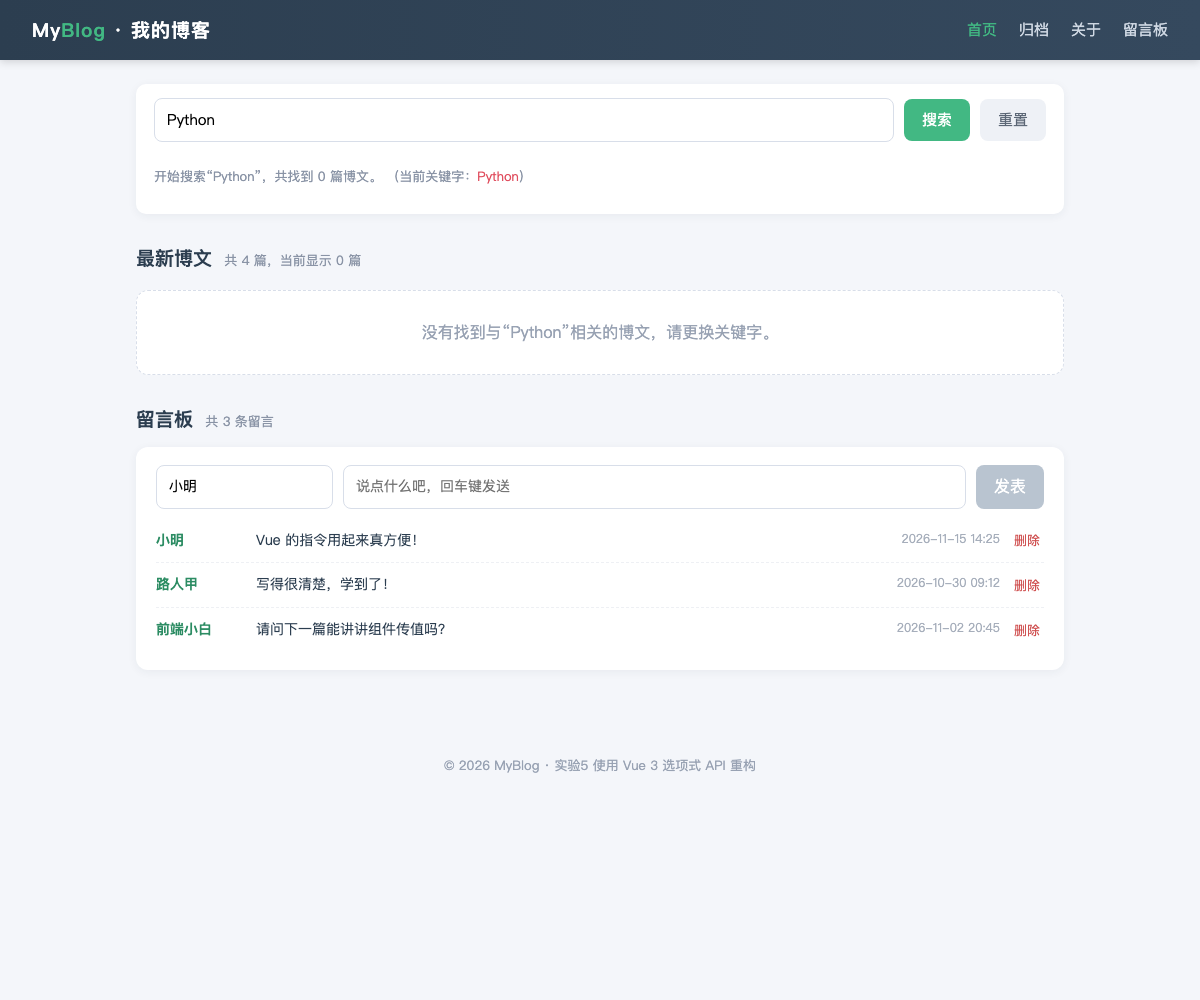 MyBlog · 我的博客 首页 归档 关于 留言板
Python 搜索 重置
开始搜索“Python”，共找到 0 篇博文。 （当前关键字：Python）
最新博文 共 4 篇，当前显示 0 篇
没有找到与“Python”相关的博文，请更换关键字。
留言板 共 3 条留言
小明 说点什么吧，回车键发送 发表
小明 Vue 的指令用起来真方便！ 2026-11-15 14:25 删除
路人甲 写得很清楚，学到了！ 2026-10-30 09:12 删除
前端小白 请问下一篇能讲讲组件传值吗？ 2026-11-02 20:45 删除
© 2026 MyBlog · 实验5 使用 Vue 3 选项式 API 重构